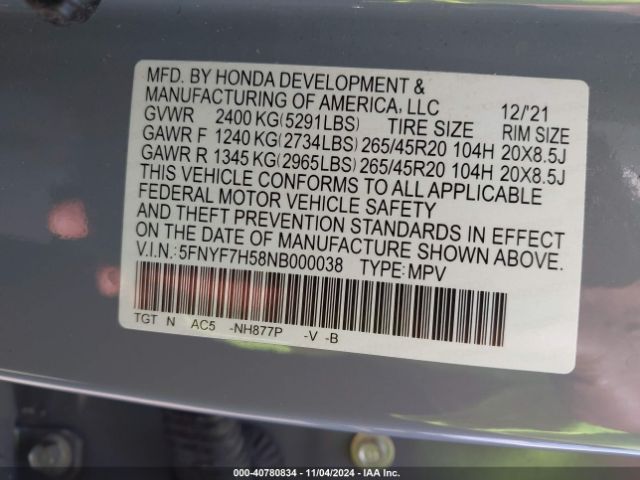 MFD. BY HONDA DEVELOPMENT &
MANUFACTURING OF AMERICA, LLC 12/'21
GVWR 2400 KG(5291LBS) TIRE SIZE RIM SIZE
GAWR F 1240 KG(2734LBS) 265/45R20 104H 20X8.5J
GAWR R 1345 KG(2965LBS) 265/45R20 104H 20X8.5J
THIS VEHICLE CONFORMS TO ALL APPLICABLE
FEDERAL MOTOR VEHICLE SAFETY
AND THEFT PREVENTION STANDARDS IN EFFECT
ON THE DATE OF MANUFACTURE SHOWN ABOVE.
V.I.N.: 5FNYF7H58NB000038 TYPE: MPV
TGT N AC5 -NH877P -V -B
000-40780834 - 11/04/2024 - IAA Inc.